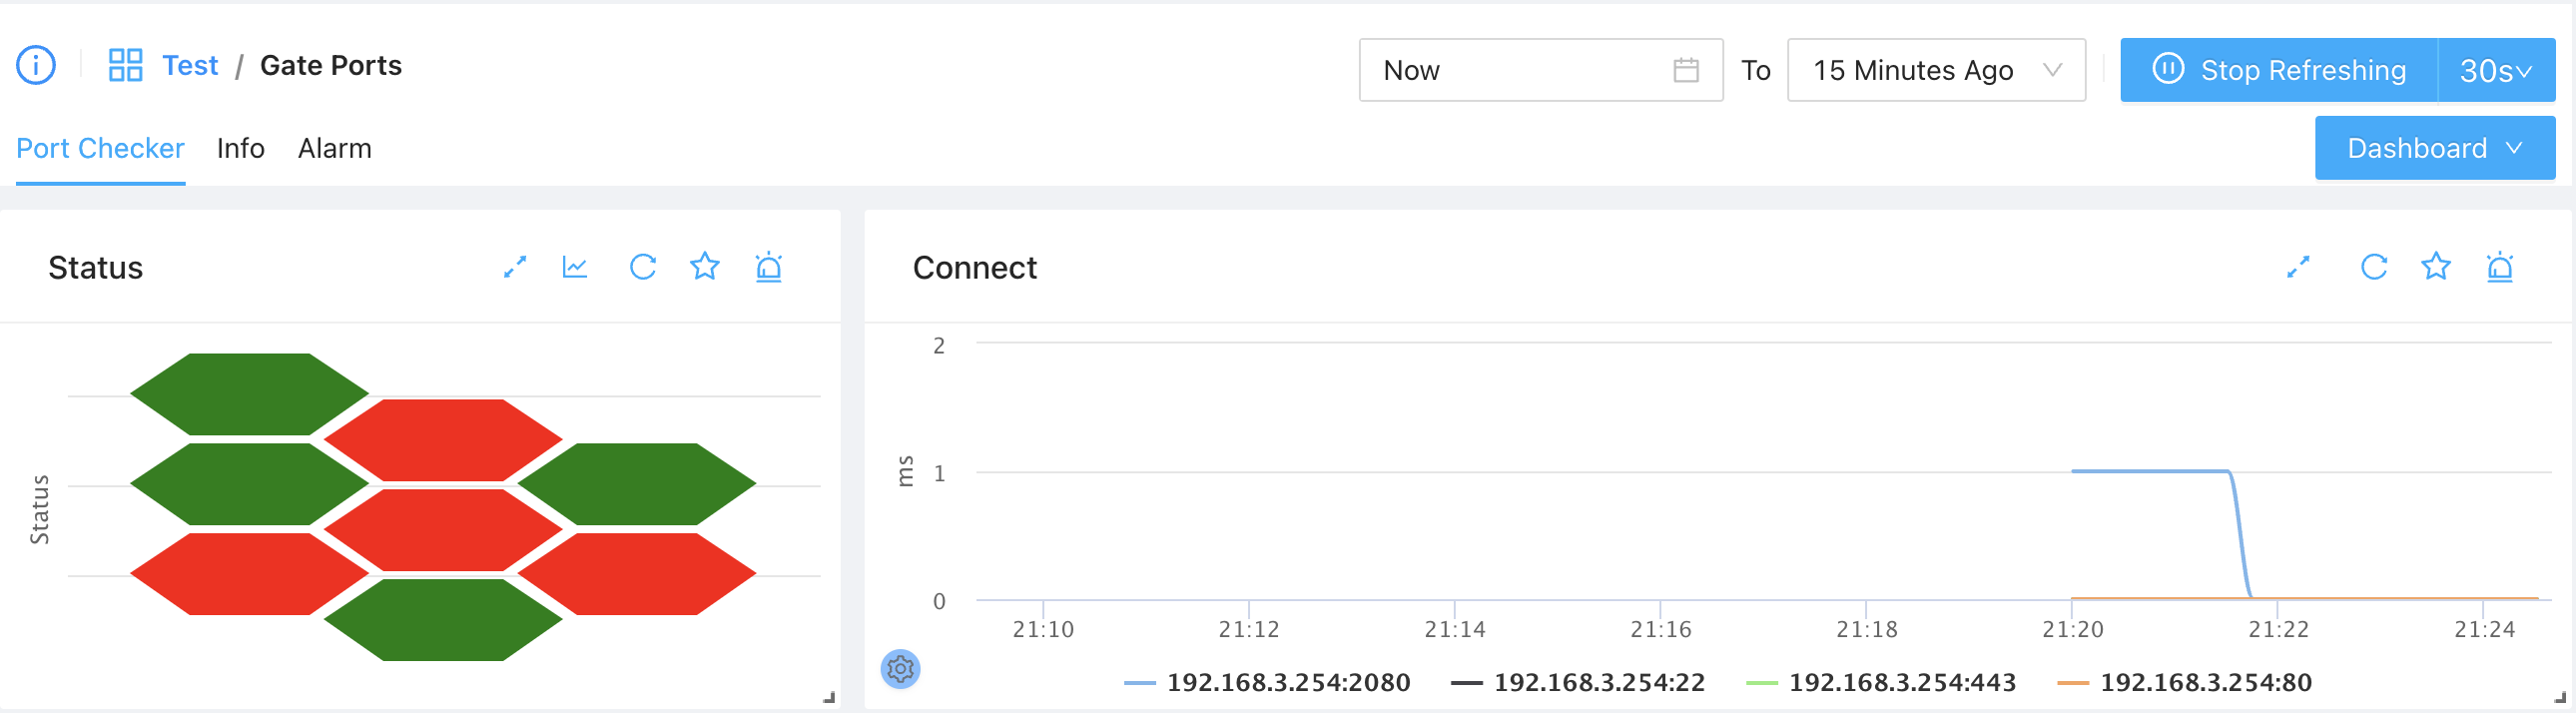 Test / Gate Ports
Now To 15 Minutes Ago Stop Refreshing 30s
Port Checker Info Alarm Dashboard
Status
Status
Connect
2
1
0
ms
21:10 21:12 21:14 21:16 21:18 21:20 21:22 21:24
192.168.3.254:2080 192.168.3.254:22 192.168.3.254:443 192.168.3.254:80